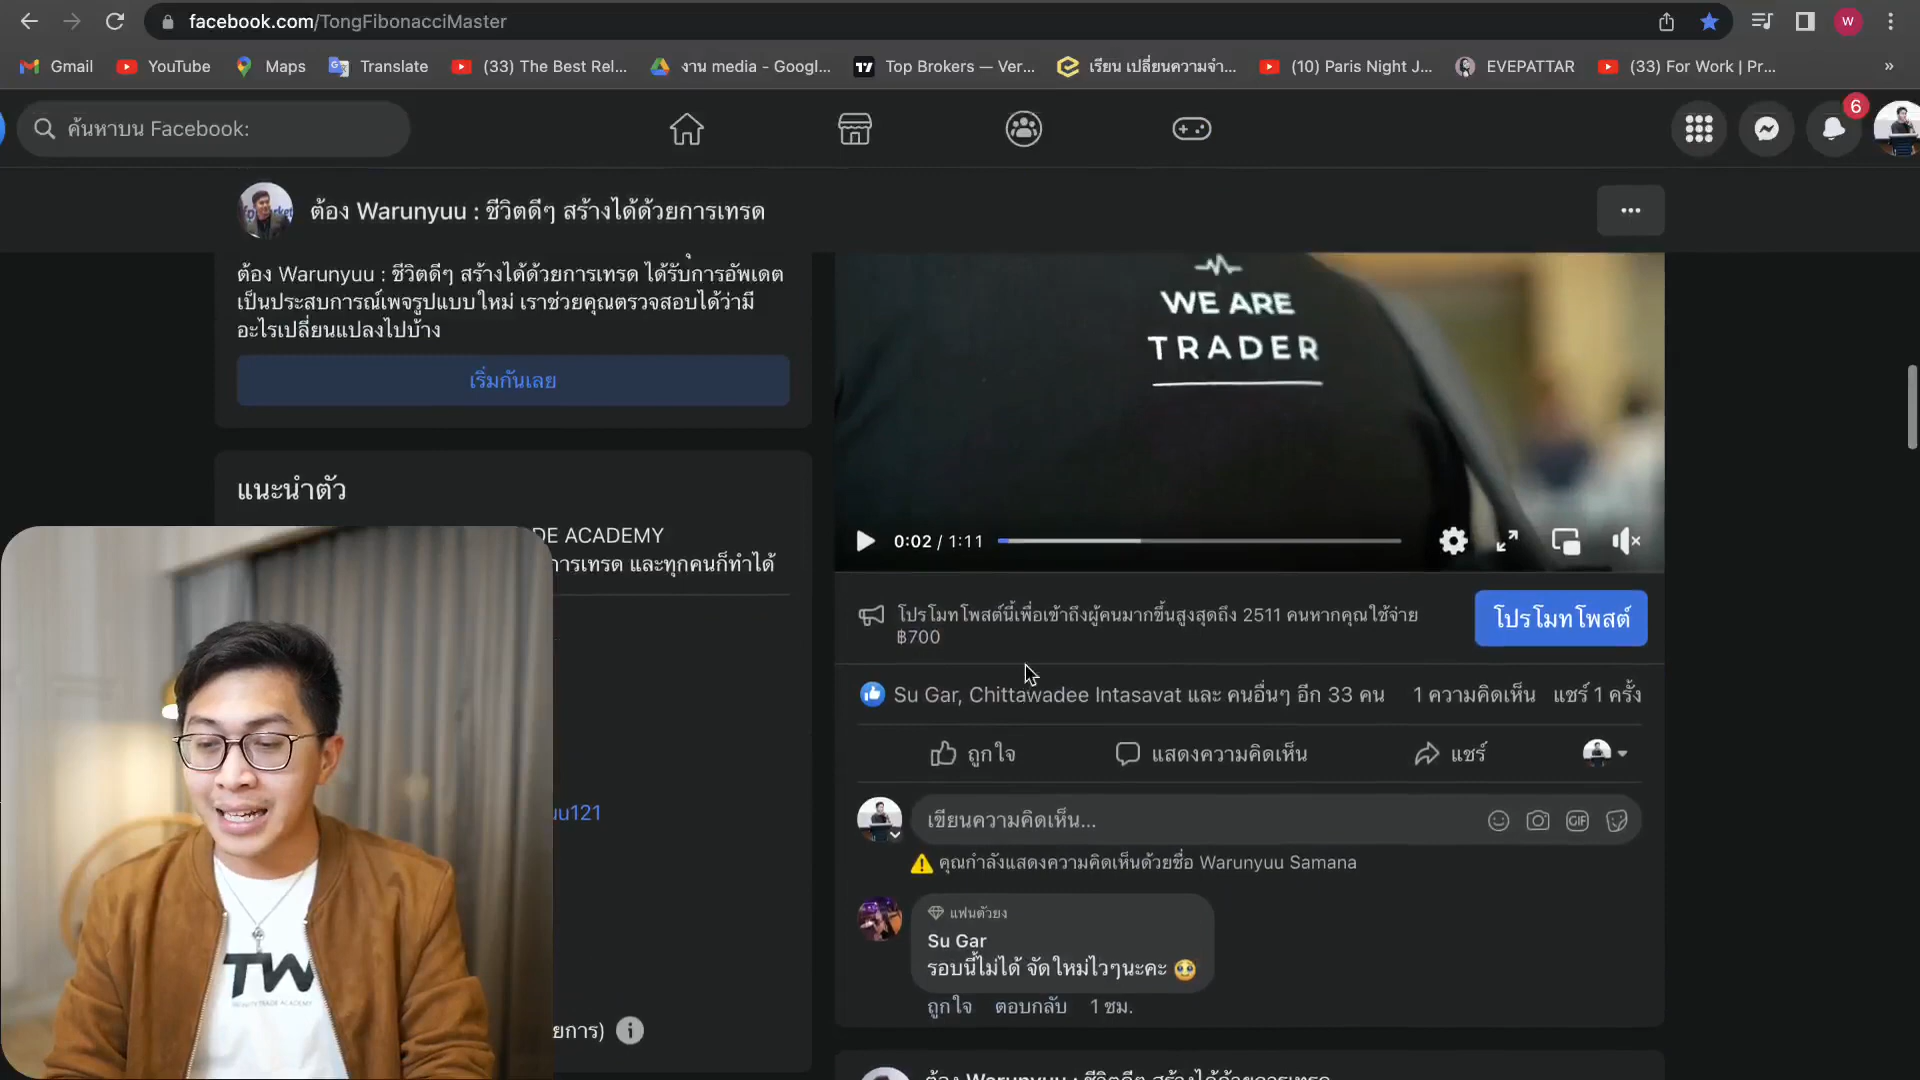 facebook.com/TongFibonacciMaster
W
Gmail
YouTube
Maps
Translate
(33) The Best Rel...
งาน media - Googl...
Top Brokers — Ver...
เรียน เปลี่ยนความจำ...
(10) Paris Night J...
EVEPATTAR
(33) For Work | Pr...
»
ค้นหาบน Facebook:
6
ต้อง Warunyuu : ชีวิตดีๆ สร้างได้ด้วยการเทรด
ต้อง Warunyuu : ชีวิตดีๆ สร้างได้ด้วยการเทรด ได้รับการอัพเดต
เป็นประสบการณ์เพจรูปแบบใหม่ เราช่วยคุณตรวจสอบได้ว่ามี
อะไรเปลี่ยนแปลงไปบ้าง
เริ่มกันเลย
แนะนำตัว
DE ACADEMY
การเทรด และทุกคนก็ทำได้
uu121
ยการ)
WE ARE
TRADER
0:02 / 1:11
โปรโมทโพสต์นี้เพื่อเข้าถึงผู้คนมากขึ้นสูงสุดถึง 2511 คนหากคุณใช้จ่าย
฿700
โปรโมทโพสต์
Su Gar, Chittawadee Intasavat และ คนอื่นๆ อีก 33 คน
1 ความคิดเห็น
แชร์ 1 ครั้ง
ถูกใจ
แสดงความคิดเห็น
แชร์
เขียนความคิดเห็น...
GIF
คุณกำลังแสดงความคิดเห็นด้วยชื่อ Warunyuu Samana
แฟนตัวยง
Su Gar
รอบนี้ไม่ได้ จัดใหม่ไวๆนะคะ 🥹
ถูกใจ ตอบกลับ 1 ชม.
ต้อง Warunyuu : ชีวิตดีๆ สร้างได้ด้วยการเทรด
TW